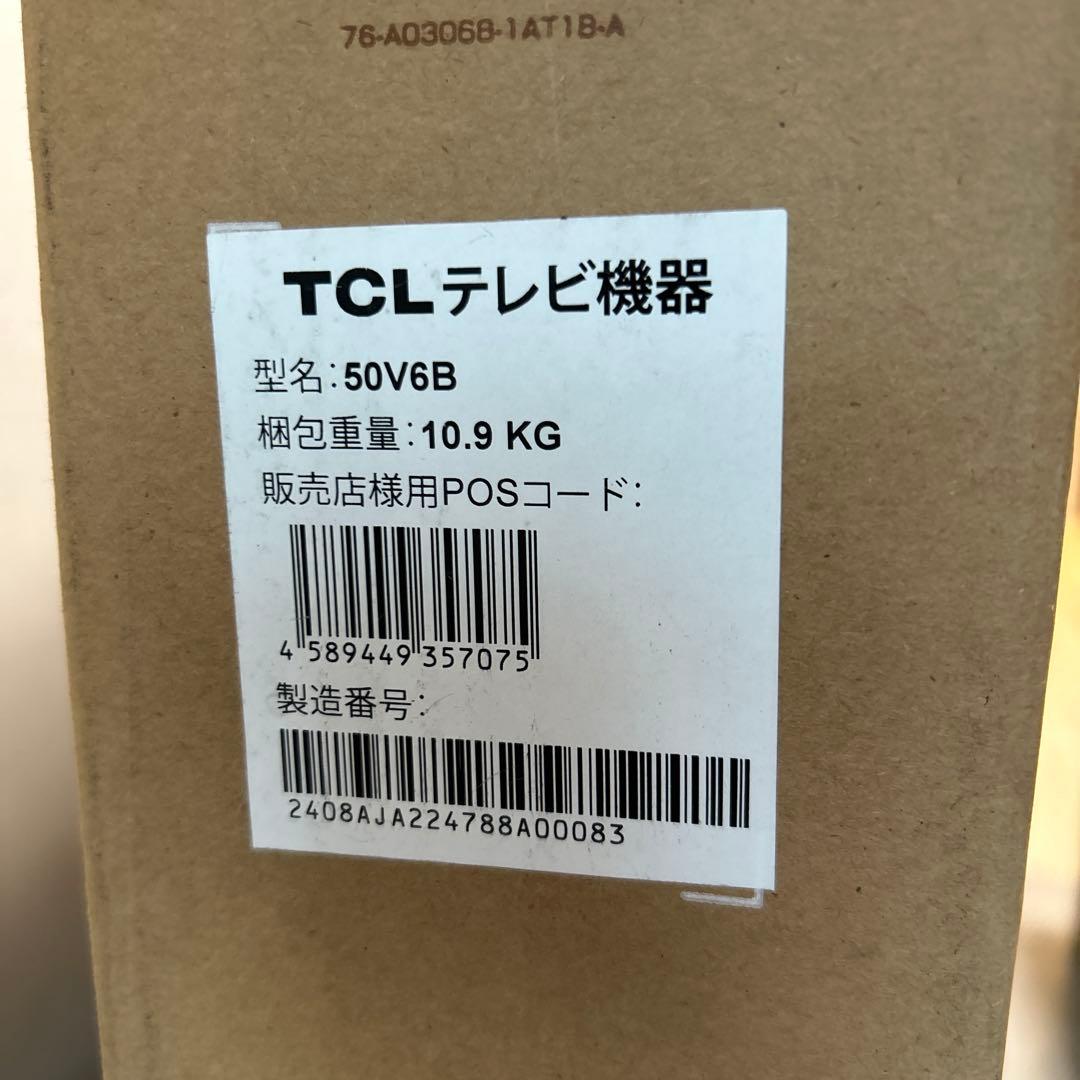 76-A0306B-1AT1B-A
TCLテレビ機器
型名:50V6B
梱包重量:10.9 KG
販売店様用POSコード:
4 589449 357075
製造番号:
2408AJA224788A00083